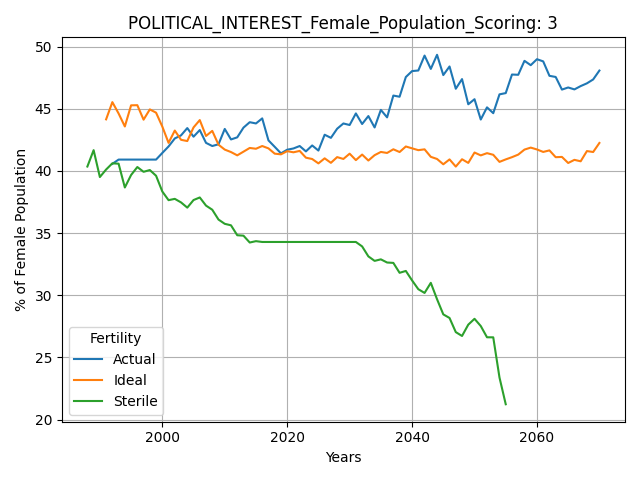 POLITICAL_INTEREST_Female_Population_Scoring: 3
% of Female Population
50
45
40
35
30
25
20
Fertility
Actual
Ideal
Sterile
2000
2020
2040
2060
Years